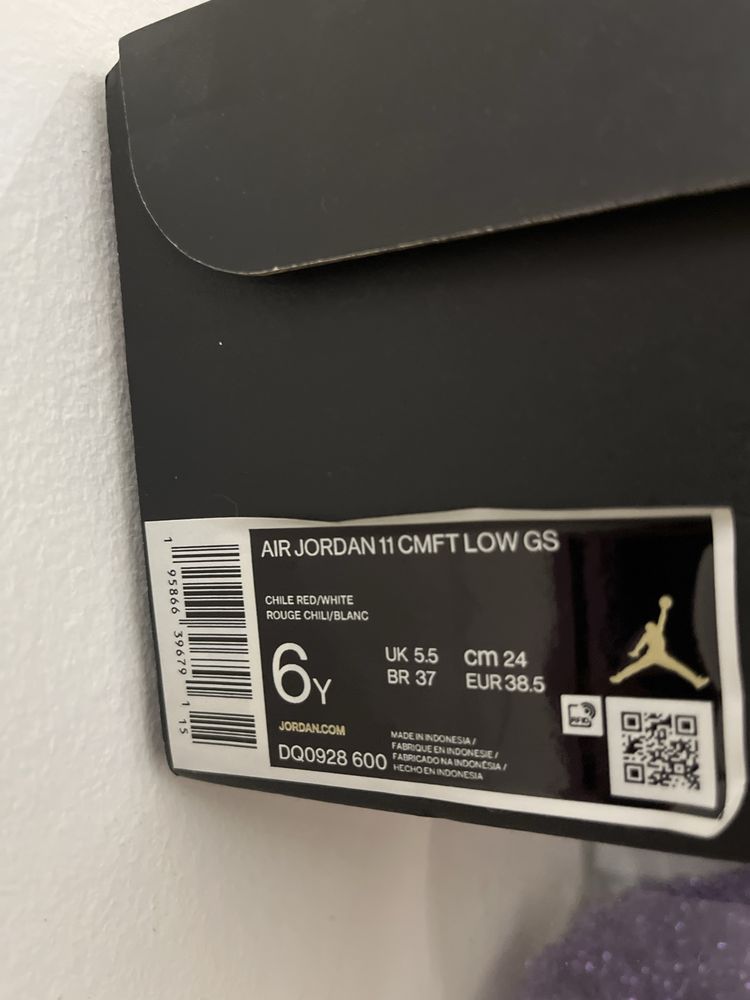 AIR JORDAN 11 CMFT LOW GS
CHILE RED/WHITE
ROUGE CHILI/BLANC
6Y
UK 5.5 cm 24
BR 37 EUR 38.5
JORDAN.COM
DQ0928 600
MADE IN INDONESIA /
FABRIQUE EN INDONESIE /
FABRICADO NA INDONÉSIA /
HECHO EN INDONESIA
RFID
1 95866 39679 1 15